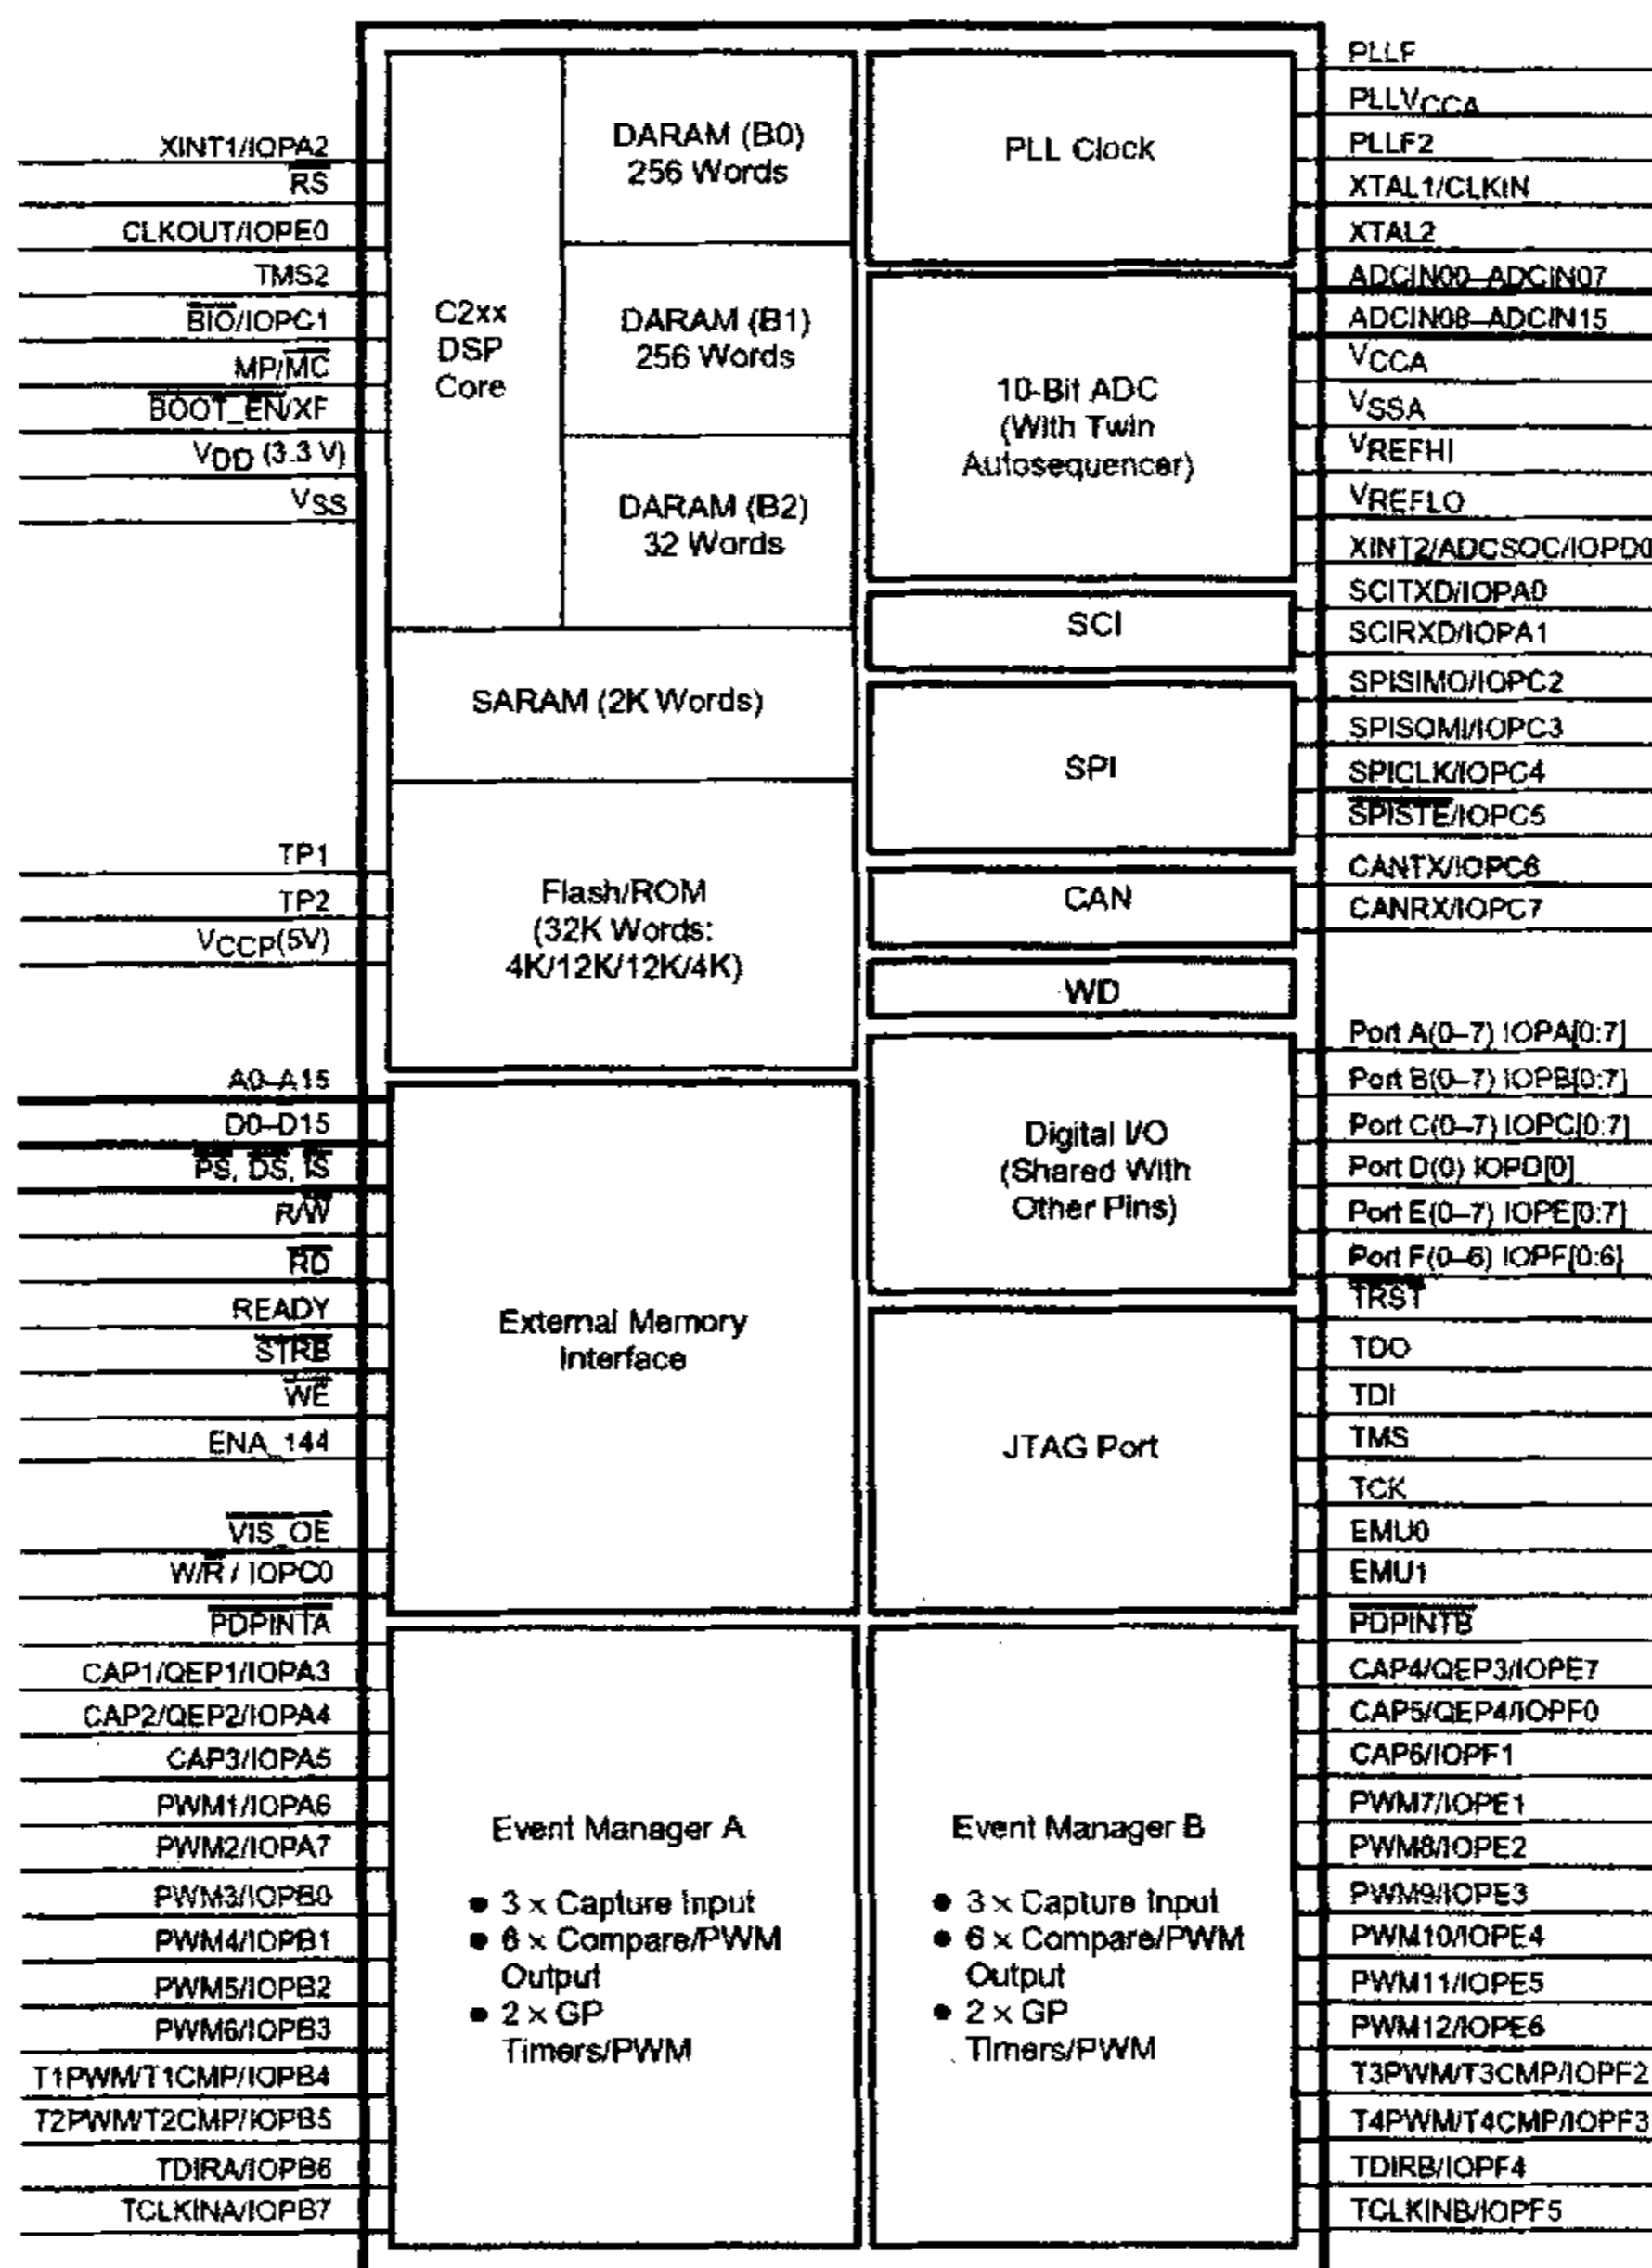 XINT1/IOPA2
RS
CLKOUT/IOPE0
TMS2
BIO/IOPC1
MP/MC
BOOT_EN/XF
VDD (3.3 V)
VSS
TP1
TP2
VCCP(5V)
A0–A15
D0–D15
PS, DS, IS
R/W
RD
READY
STRB
WE
ENA_144
VIS_OE
W/R / IOPC0
PDPINTA
CAP1/QEP1/IOPA3
CAP2/QEP2/IOPA4
CAP3/IOPA5
PWM1/IOPA6
PWM2/IOPA7
PWM3/IOPB0
PWM4/IOPB1
PWM5/IOPB2
PWM6/IOPB3
T1PWM/T1CMP/IOPB4
T2PWM/T2CMP/IOPB5
TDIRA/IOPB6
TCLKINA/IOPB7
C2xx
DSP
Core
DARAM (B0)
256 Words
DARAM (B1)
256 Words
DARAM (B2)
32 Words
SARAM (2K Words)
Flash/ROM
(32K Words:
4K/12K/12K/4K)
External Memory
Interface
Event Manager A
● 3 × Capture Input
● 6 × Compare/PWM
Output
● 2 × GP
Timers/PWM
PLL Clock
10-Bit ADC
(With Twin
Autosequencer)
SCI
SPI
CAN
WD
Digital I/O
(Shared With
Other Pins)
JTAG Port
Event Manager B
● 3 × Capture Input
● 6 × Compare/PWM
Output
● 2 × GP
Timers/PWM
PLLF
PLLVCCA
PLLF2
XTAL1/CLKIN
XTAL2
ADCIN00–ADCIN07
ADCIN08–ADCIN15
VCCA
VSSA
VREFHI
VREFLO
XINT2/ADCSOC/IOPD0
SCITXD/IOPA0
SCIRXD/IOPA1
SPISIMO/IOPC2
SPISOMI/IOPC3
SPICLK/IOPC4
SPISTE/IOPC5
CANTX/IOPC6
CANRX/IOPC7
Port A(0–7) IOPA[0:7]
Port B(0–7) IOPB[0:7]
Port C(0–7) IOPC[0:7]
Port D(0) IOPD[0]
Port E(0–7) IOPE[0:7]
Port F(0–6) IOPF[0:6]
TRST
TDO
TDI
TMS
TCK
EMU0
EMU1
PDPINTB
CAP4/QEP3/IOPE7
CAP5/QEP4/IOPF0
CAP6/IOPF1
PWM7/IOPE1
PWM8/IOPE2
PWM9/IOPE3
PWM10/IOPE4
PWM11/IOPE5
PWM12/IOPE6
T3PWM/T3CMP/IOPF2
T4PWM/T4CMP/IOPF3
TDIRB/IOPF4
TCLKINB/IOPF5